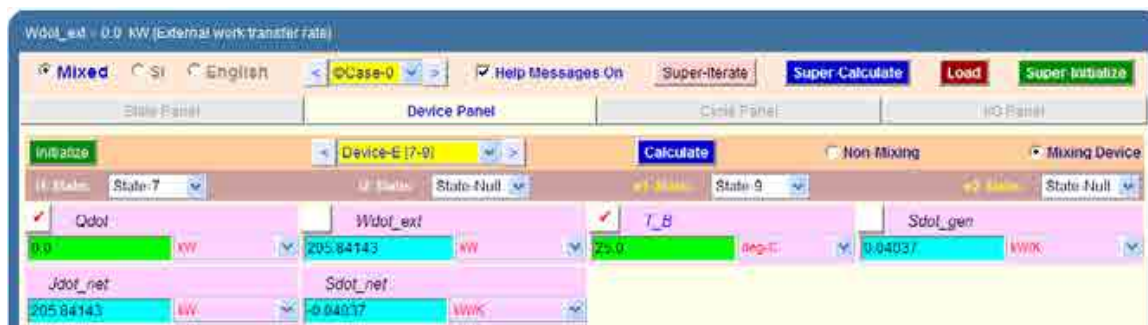 Wdot_ext = 0.0 kW (External work transfer rate)
Mixed SI English < ©Case-0 > Help Messages On Super-Iterate Super-Calculate Load Super-Initialize
State Panel Device Panel Cycle Panel I/O Panel
Initialize < Device-E [7-9] > Calculate Non-Mixing Mixing Device
i1-State: State-7 i2-State: State-Null e1-State: State-9 e2-State: State-Null
Qdot Wdot_ext T_B Sdot_gen
0.0 kW 205.84143 kW 25.0 deg-C 0.04037 kW/K
Jdot_net Sdot_net
205.84143 kW -0.04037 kW/K